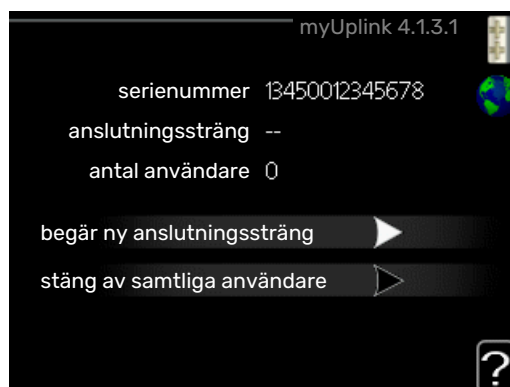 myUplink 4.1.3.1
serienummer 13450012345678
anslutningssträng --
antal användare 0
begär ny anslutningssträng
stäng av samtliga användare
?